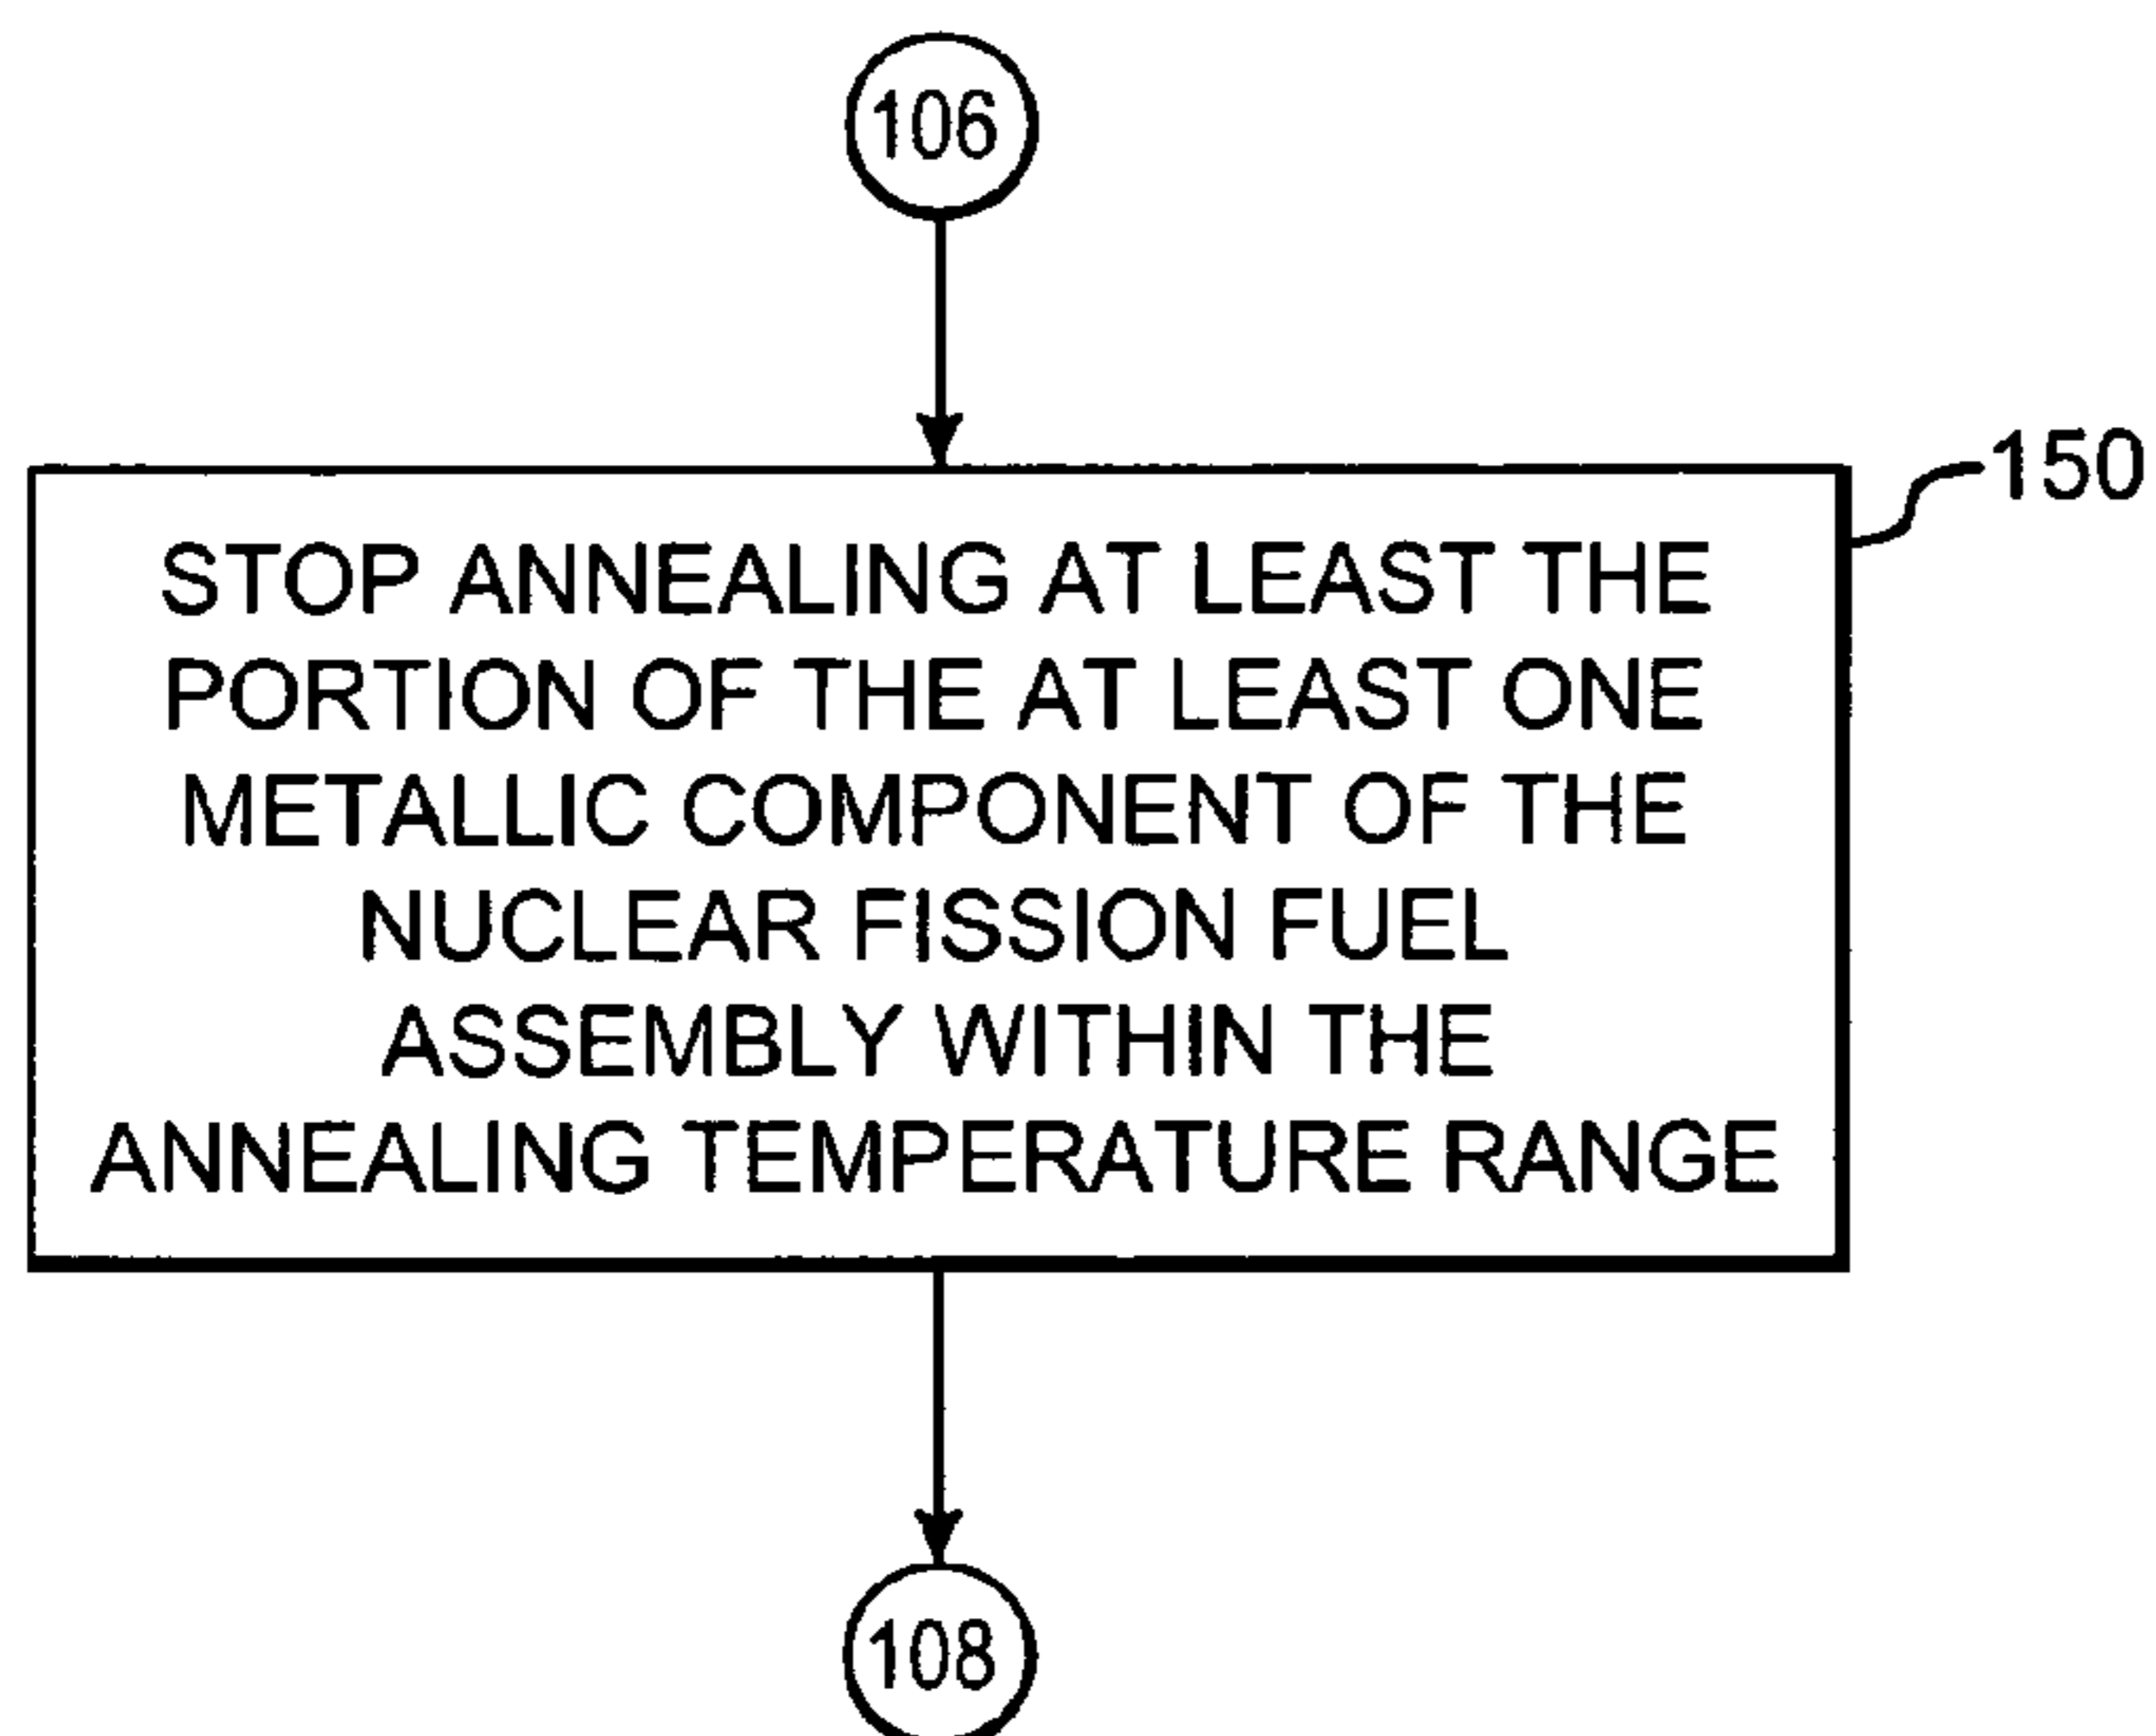 106
150
STOP ANNEALING AT LEAST THE
PORTION OF THE AT LEAST ONE
METALLIC COMPONENT OF THE
NUCLEAR FISSION FUEL
ASSEMBLY WITHIN THE
ANNEALING TEMPERATURE RANGE
108